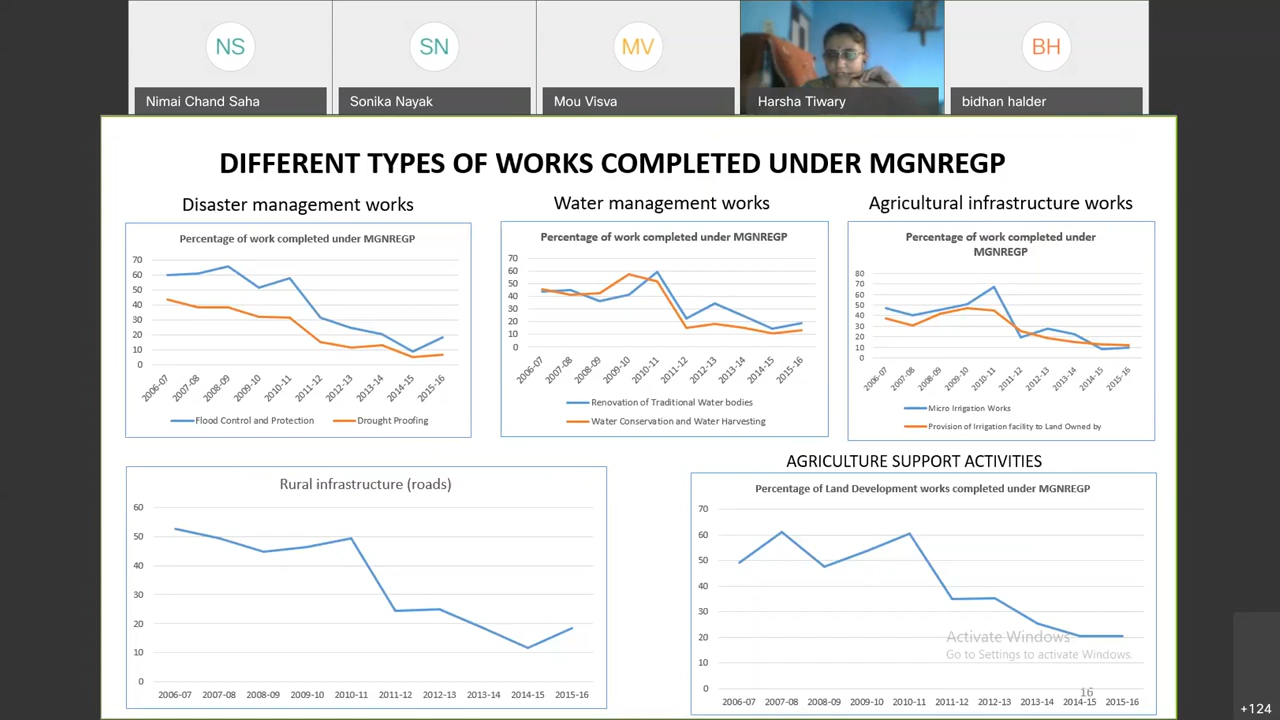 NS
SN
MV
BH
Nimai Chand Saha
Sonika Nayak
Mou Visva
Harsha Tiwary
bidhan halder
DIFFERENT TYPES OF WORKS COMPLETED UNDER MGNREGP
Disaster management works
Percentage of work completed under MGNREGP
70
60
50
40
30
20
10
0
2006-07 2007-08 2008-09 2009-10 2010-11 2011-12 2012-13 2013-14 2014-15 2015-16
Flood Control and Protection Drought Proofing
Water management works
Percentage of work completed under MGNREGP
70
60
50
40
30
20
10
0
2006-07 2007-08 2008-09 2009-10 2010-11 2011-12 2012-13 2013-14 2014-15 2015-16
Renovation of Traditional Water bodies
Water Conservation and Water Harvesting
Agricultural infrastructure works
Percentage of work completed under
MGNREGP
80
70
60
50
40
30
20
10
0
2006-07 2007-08 2008-09 2009-10 2010-11 2011-12 2012-13 2013-14 2014-15 2015-16
Micro Irrigation Works
Provision of Irrigation facility to Land Owned by
Rural infrastructure (roads)
60
50
40
30
20
10
0
2006-07 2007-08 2008-09 2009-10 2010-11 2011-12 2012-13 2013-14 2014-15 2015-16
AGRICULTURE SUPPORT ACTIVITIES
Percentage of Land Development works completed under MGNREGP
70
60
50
40
30
20
10
0
2006-07 2007-08 2008-09 2009-10 2010-11 2011-12 2012-13 2013-14 2014-15 2015-16
Activate Windows
Go to Settings to activate Windows.
16
+124